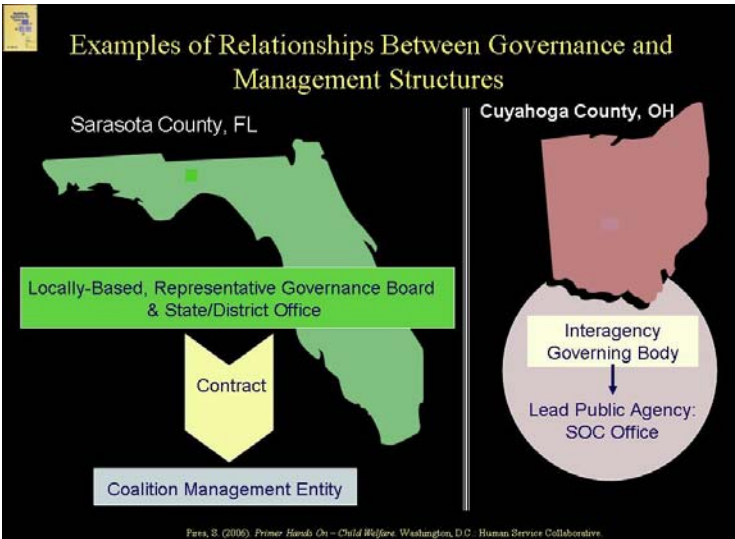 Examples of Relationships Between Governance and
Management Structures
Sarasota County, FL
Locally-Based, Representative Governance Board
& State/District Office
Contract
Coalition Management Entity
Cuyahoga County, OH
Interagency
Governing Body
Lead Public Agency:
SOC Office
Pires, S. (2006). Primer Hands On – Child Welfare. Washington, D.C.: Human Service Collaborative.